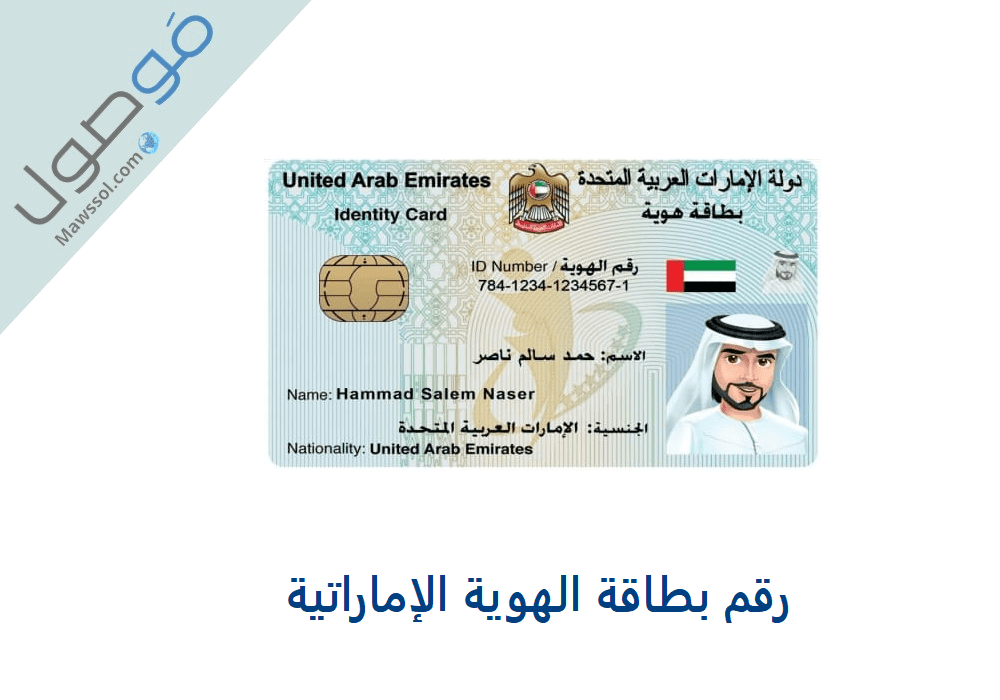 موصول
Mawssol.com
United Arab Emirates
دولة الإمارات العربية المتحدة
Identity Card
بطاقة هوية
ID Number / رقم الهوية
784-1234-1234567-1
الاسم: حمد سالم ناصر
Name: Hammad Salem Naser
الجنسية: الإمارات العربية المتحدة
Nationality: United Arab Emirates
رقم بطاقة الهوية الإماراتية